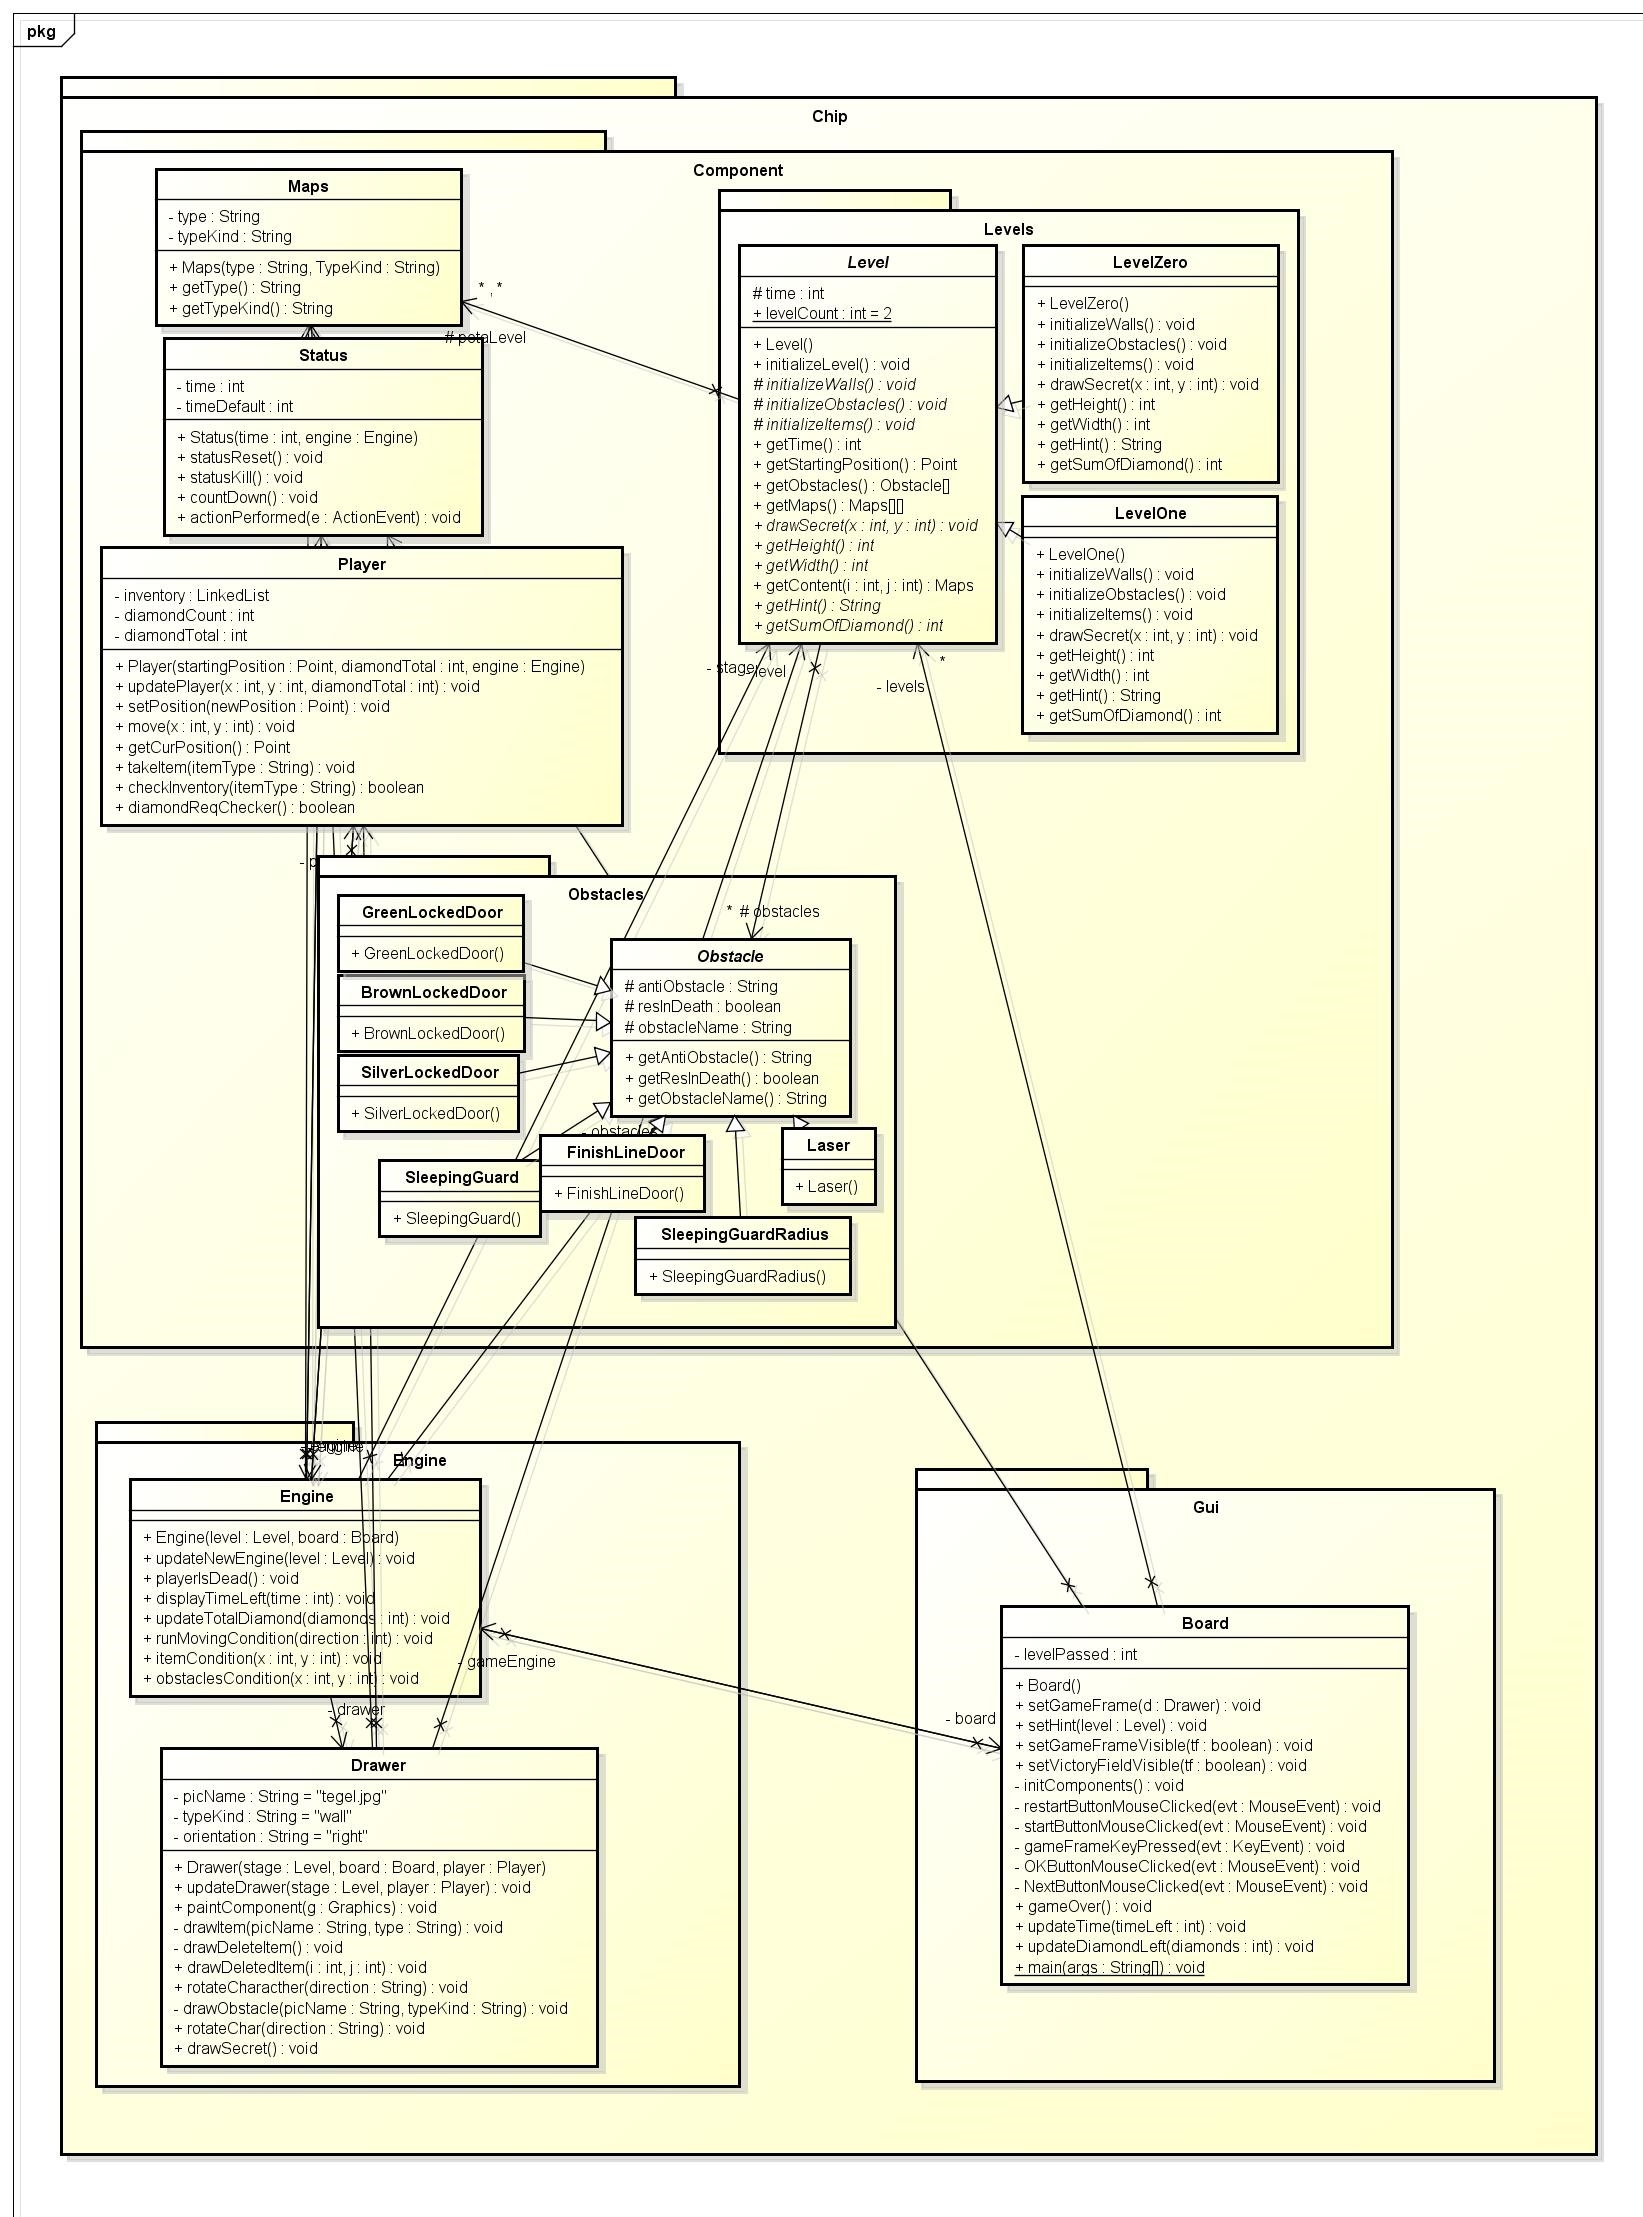 pkg
Chip
Component
Maps
- type : String
- typeKind : String
+ Maps(type : String, TypeKind : String)
+ getType() : String
+ getTypeKind() : String
* , *
# petaLevel
Status
- time : int
- timeDefault : int
+ Status(time : int, engine : Engine)
+ statusReset() : void
+ statusKill() : void
+ countDown() : void
+ actionPerformed(e : ActionEvent) : void
Player
- inventory : LinkedList
- diamondCount : int
- diamondTotal : int
+ Player(startingPosition : Point, diamondTotal : int, engine : Engine)
+ updatePlayer(x : int, y : int, diamondTotal : int) : void
+ setPosition(newPosition : Point) : void
+ move(x : int, y : int) : void
+ getCurPosition() : Point
+ takeItem(itemType : String) : void
+ checkInventory(itemType : String) : boolean
+ diamondReqChecker() : boolean
Levels
Level
# time : int
+ levelCount : int = 2
+ Level()
+ initializeLevel() : void
# initializeWalls() : void
# initializeObstacles() : void
# initializeItems() : void
+ getTime() : int
+ getStartingPosition() : Point
+ getObstacles() : Obstacle[]
+ getMaps() : Maps[][]
+ drawSecret(x : int, y : int) : void
+ getHeight() : int
+ getWidth() : int
+ getContent(i : int, j : int) : Maps
+ getHint() : String
+ getSumOfDiamond() : int
LevelZero
+ LevelZero()
+ initializeWalls() : void
+ initializeObstacles() : void
+ initializeItems() : void
+ drawSecret(x : int, y : int) : void
+ getHeight() : int
+ getWidth() : int
+ getHint() : String
+ getSumOfDiamond() : int
LevelOne
+ LevelOne()
+ initializeWalls() : void
+ initializeObstacles() : void
+ initializeItems() : void
+ drawSecret(x : int, y : int) : void
+ getHeight() : int
+ getWidth() : int
+ getHint() : String
+ getSumOfDiamond() : int
- stage
- level
*
- levels
- p
Obstacles
* # obstacles
GreenLockedDoor
+ GreenLockedDoor()
BrownLockedDoor
+ BrownLockedDoor()
SilverLockedDoor
+ SilverLockedDoor()
Obstacle
# antiObstacle : String
# resInDeath : boolean
# obstacleName : String
+ getAntiObstacle() : String
+ getResInDeath() : boolean
+ getObstacleName() : String
- obstacles
SleepingGuard
+ SleepingGuard()
FinishLineDoor
+ FinishLineDoor()
Laser
+ Laser()
SleepingGuardRadius
+ SleepingGuardRadius()
- engine
Engine
Engine
+ Engine(level : Level, board : Board)
+ updateNewEngine(level : Level) : void
+ playerIsDead() : void
+ displayTimeLeft(time : int) : void
+ updateTotalDiamond(diamonds : int) : void
+ runMovingCondition(direction : int) : void
+ itemCondition(x : int, y : int) : void
+ obstaclesCondition(x : int, y : int) : void
- gameEngine
- board
- drawer
Drawer
- picName : String = "tegel.jpg"
- typeKind : String = "wall"
- orientation : String = "right"
+ Drawer(stage : Level, board : Board, player : Player)
+ updateDrawer(stage : Level, player : Player) : void
+ paintComponent(g : Graphics) : void
- drawItem(picName : String, type : String) : void
- drawDeleteItem() : void
+ drawDeletedItem(i : int, j : int) : void
+ rotateCharacther(direction : String) : void
- drawObstacle(picName : String, typeKind : String) : void
+ rotateChar(direction : String) : void
+ drawSecret() : void
Gui
Board
- levelPassed : int
+ Board()
+ setGameFrame(d : Drawer) : void
+ setHint(level : Level) : void
+ setGameFrameVisible(tf : boolean) : void
+ setVictoryFieldVisible(tf : boolean) : void
- initComponents() : void
- restartButtonMouseClicked(evt : MouseEvent) : void
- startButtonMouseClicked(evt : MouseEvent) : void
- gameFrameKeyPressed(evt : KeyEvent) : void
- OKButtonMouseClicked(evt : MouseEvent) : void
- NextButtonMouseClicked(evt : MouseEvent) : void
+ gameOver() : void
+ updateTime(timeLeft : int) : void
+ updateDiamondLeft(diamonds : int) : void
+ main(args : String[]) : void